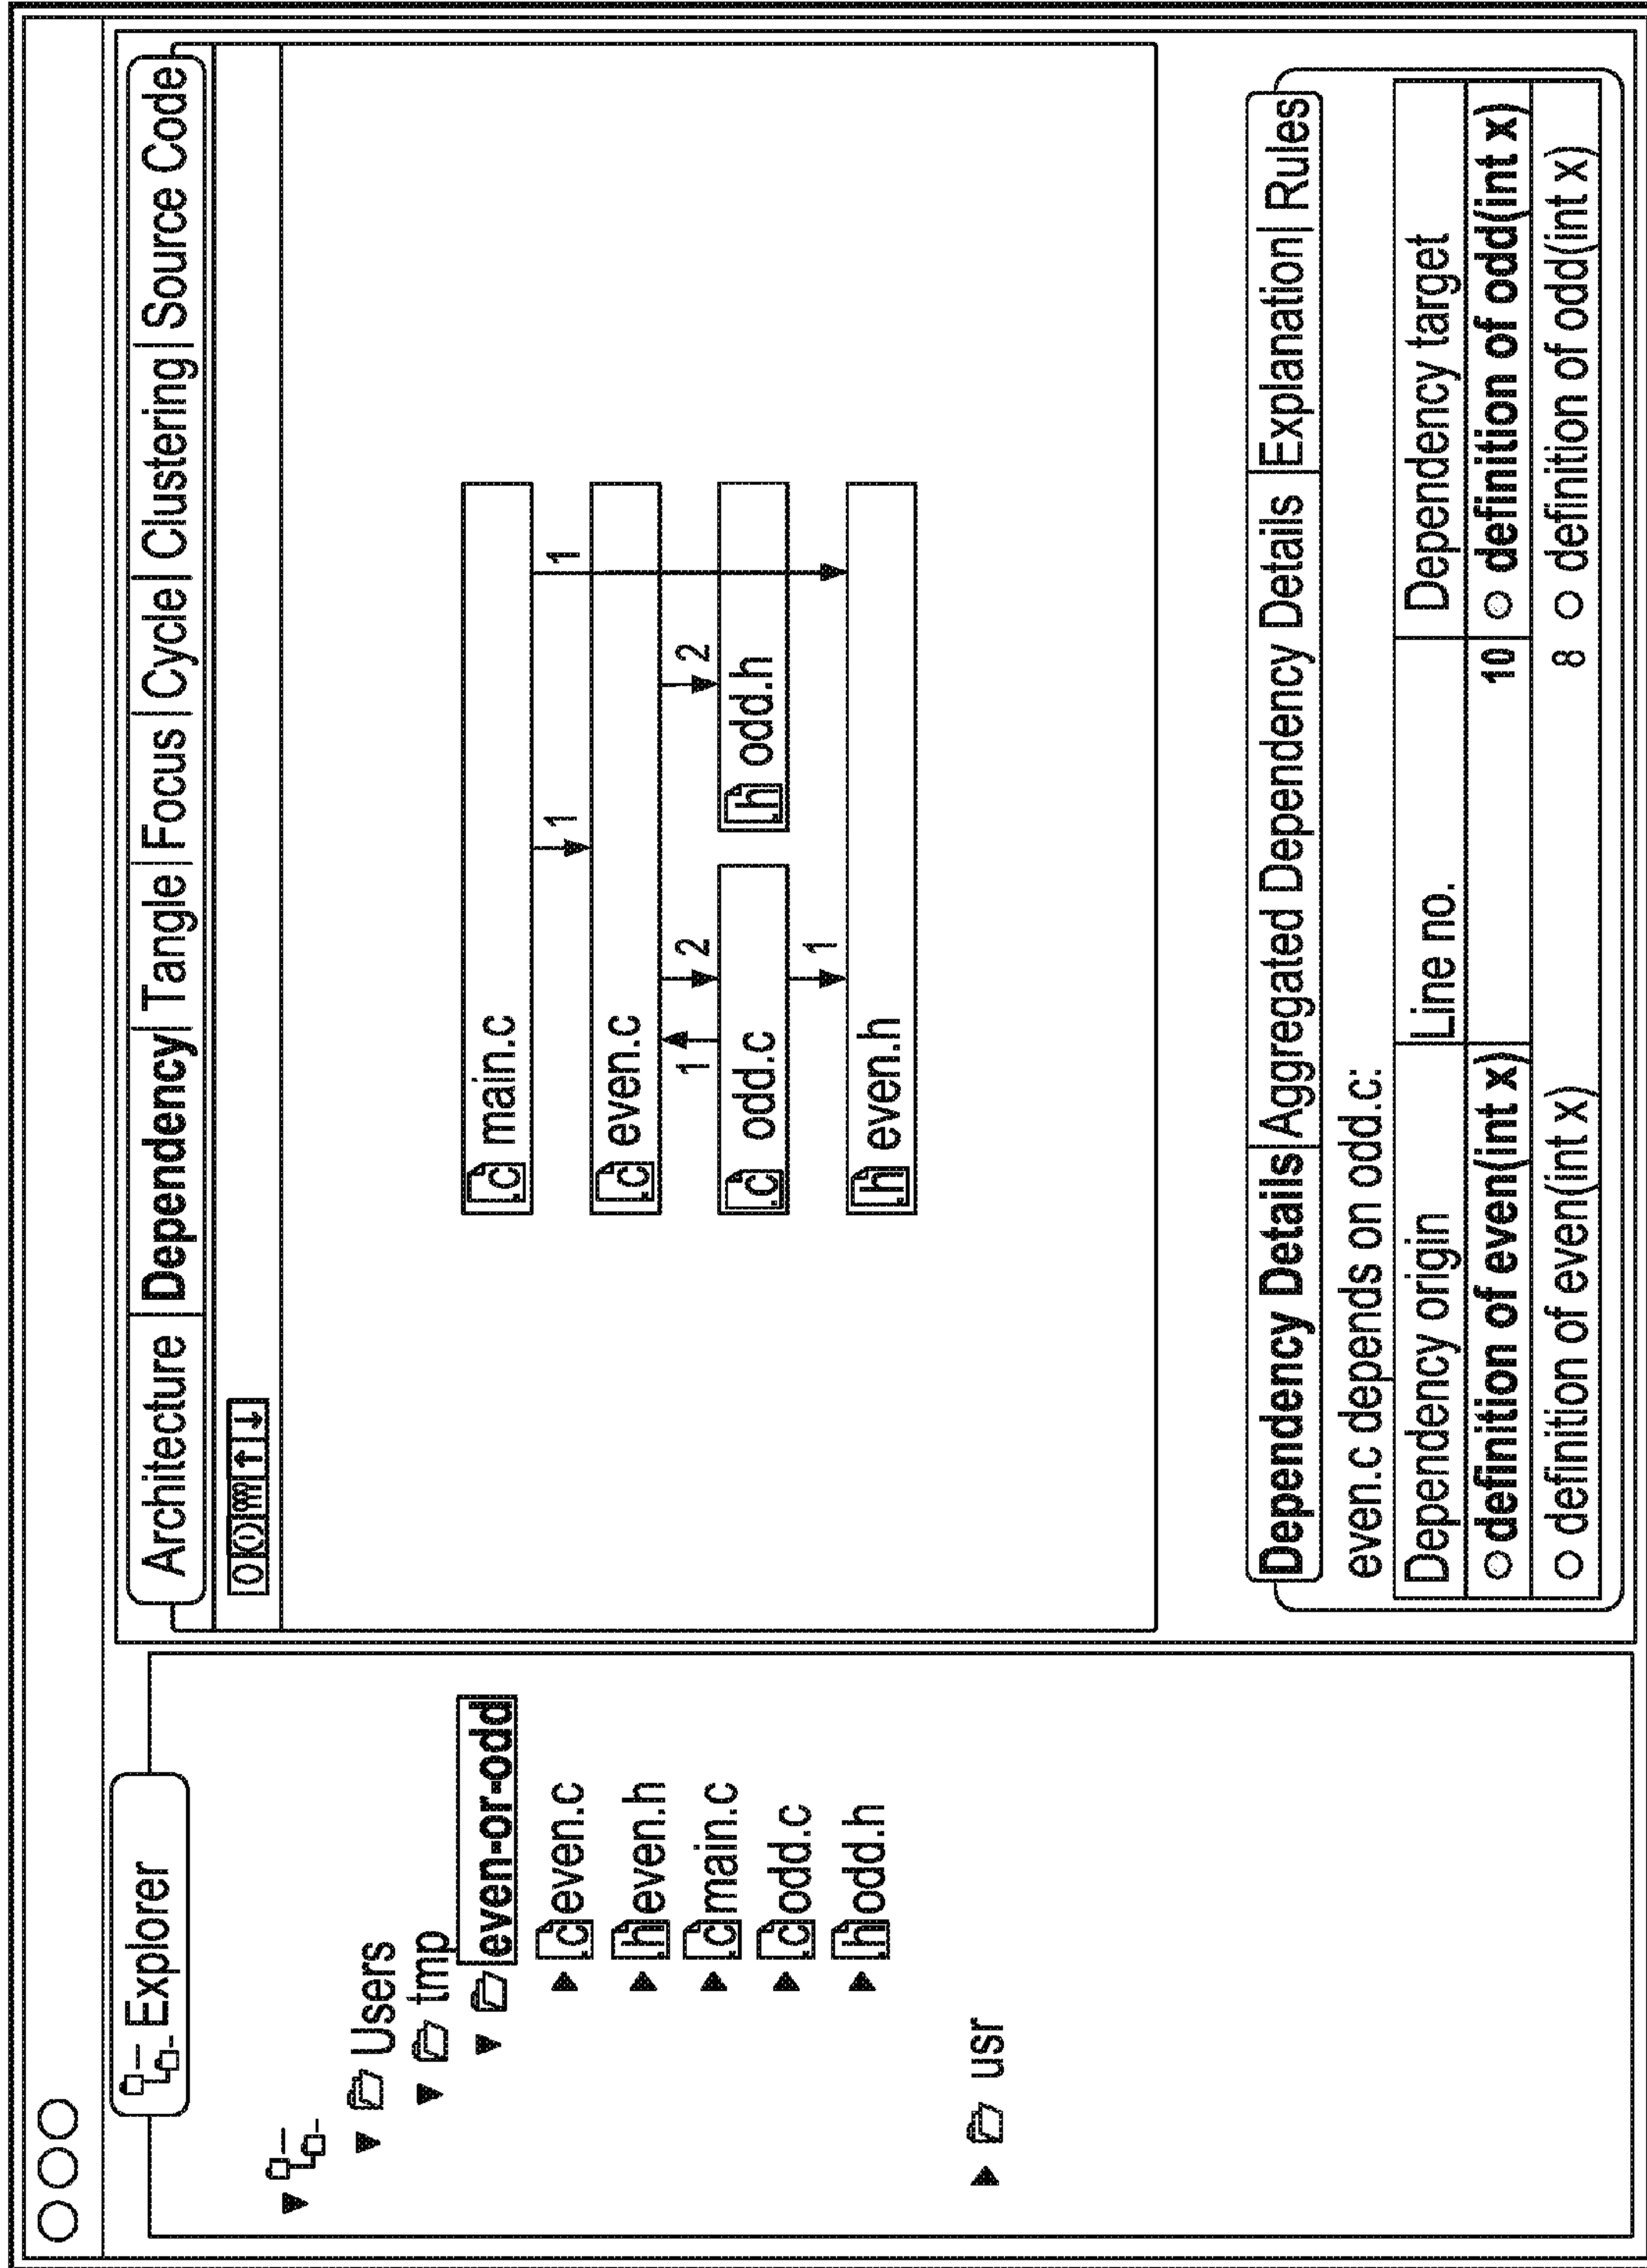 Explorer
Users
tmp
even-or-odd
.c even.c
.h even.h
.c main.c
.c odd.c
.h odd.h
usr
Architecture | Dependency | Tangle | Focus | Cycle | Clustering | Source Code
.c main.c
1
1
.c even.c
1
2
2
.c odd.c
.h odd.h
1
.h even.h
Dependency Details | Aggregated Dependency Details | Explanation | Rules
even.c depends on odd.c:
Dependency origin Line no. Dependency target
definition of even(int x) 10 definition of odd(int x)
definition of even(int x) 8 definition of odd(int x)